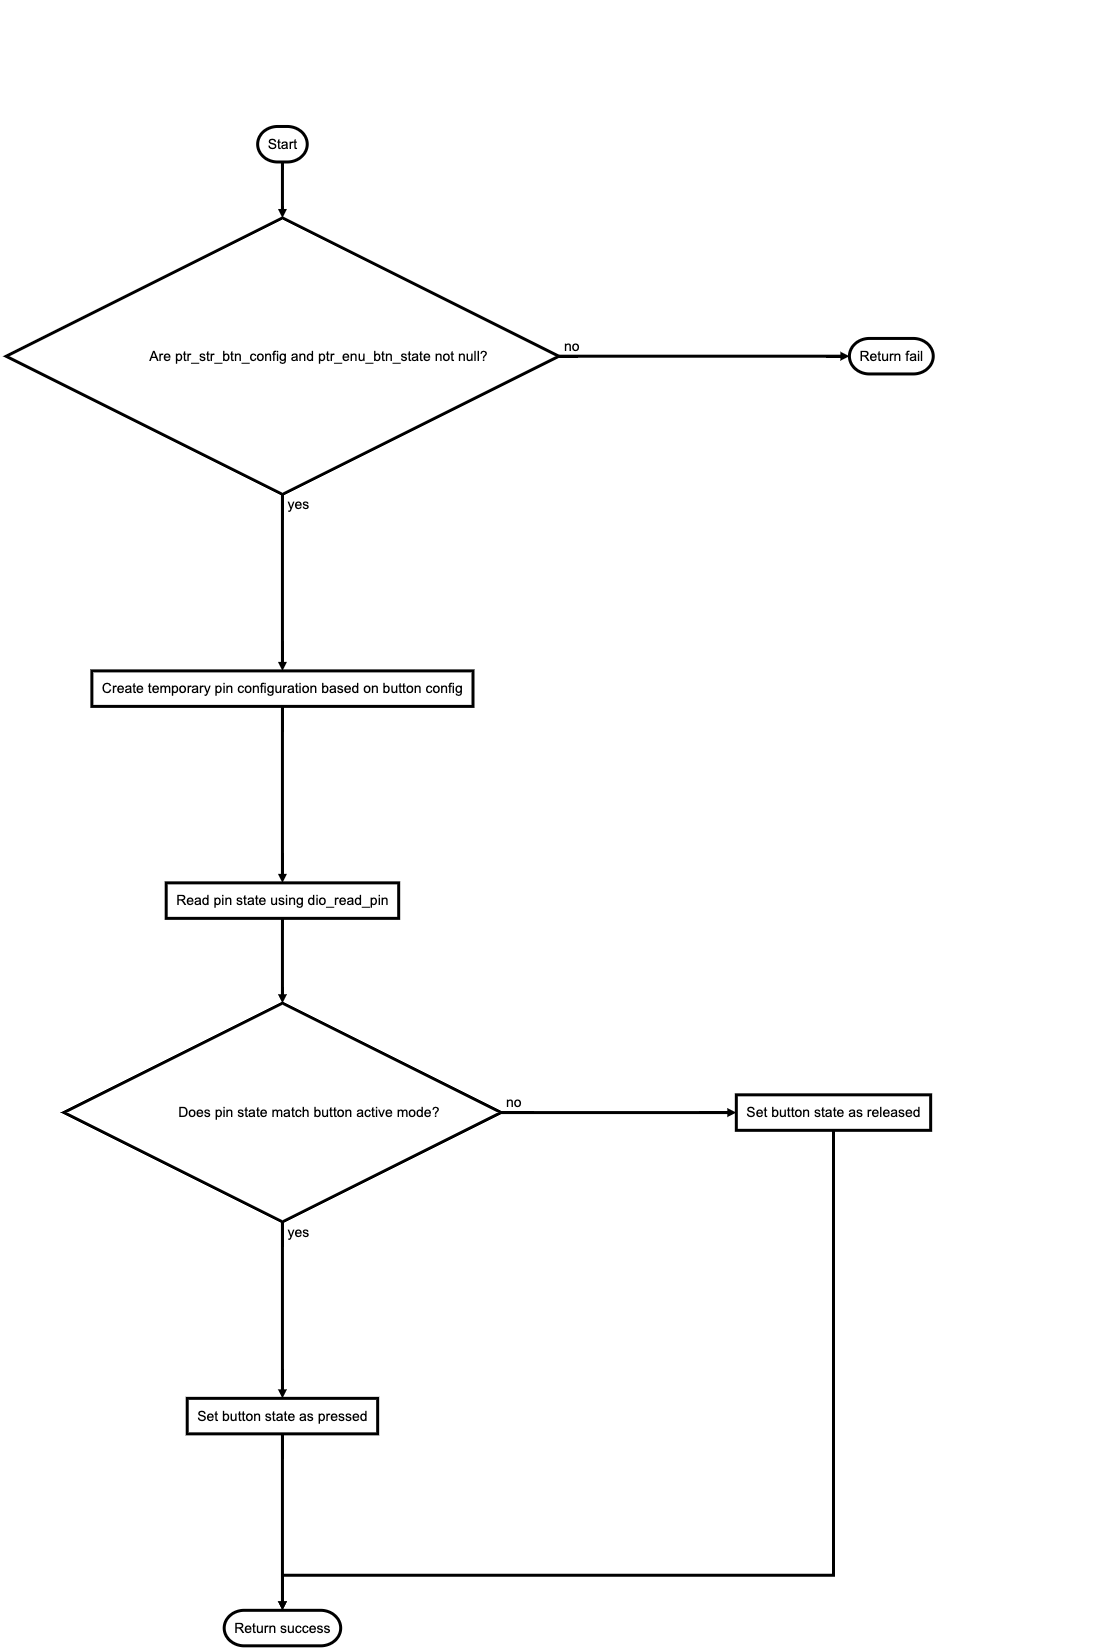 Start
Are ptr_str_btn_config and ptr_enu_btn_state not null?
no
Return fail
yes
Create temporary pin configuration based on button config
Read pin state using dio_read_pin
Does pin state match button active mode?
no
Set button state as released
yes
Set button state as pressed
Return success